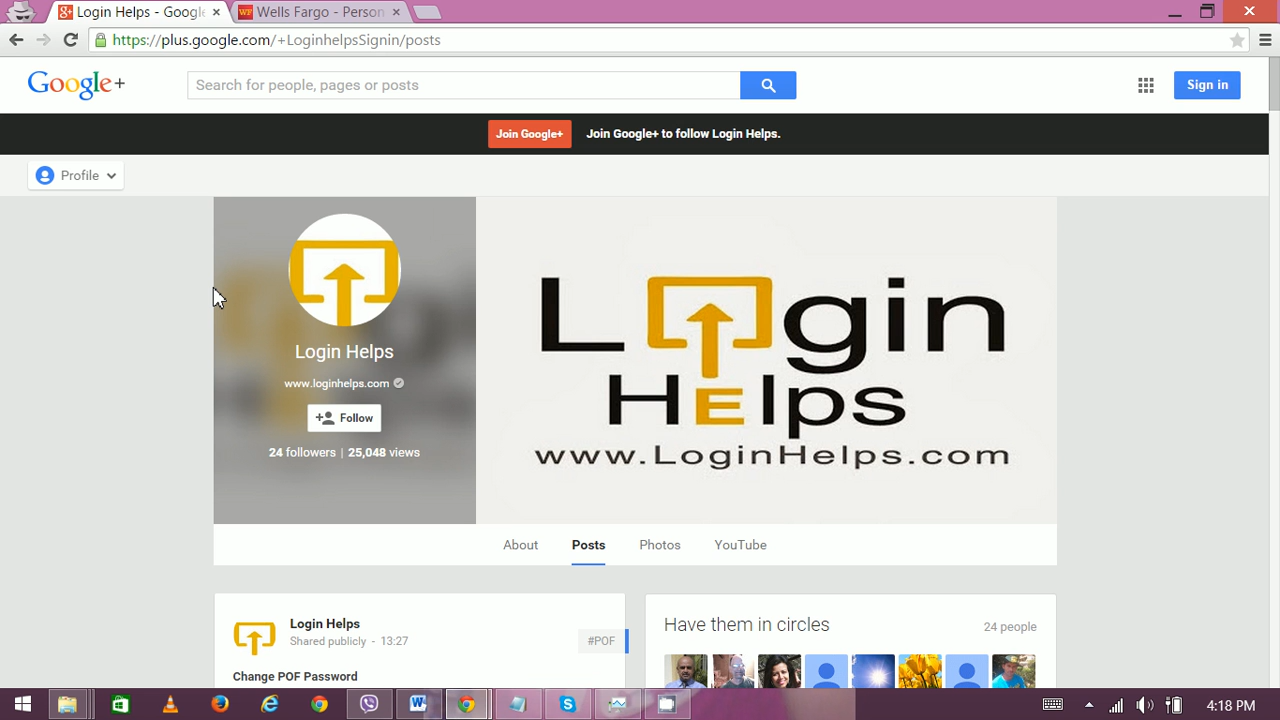 Login Helps - Google
Wells Fargo - Person
https://plus.google.com/+LoginhelpsSignin/posts
Google+
Search for people, pages or posts
Sign in
Join Google+
Join Google+ to follow Login Helps.
Profile
Login Helps
www.loginhelps.com
Follow
24 followers | 25,048 views
Login
Helps
www.LoginHelps.com
About
Posts
Photos
YouTube
Login Helps
Shared publicly - 13:27
#POF
Change POF Password
Have them in circles
24 people
4:18 PM